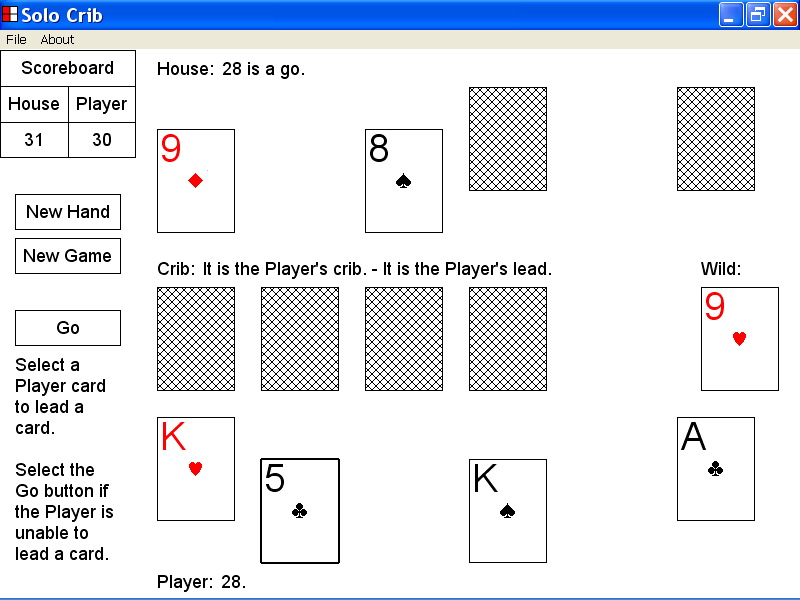 Solo Crib
File About
Scoreboard
House Player
31 30
New Hand
New Game
Go
Select a
Player card
to lead a
card.
Select the
Go button if
the Player is
unable to
lead a card.
House: 28 is a go.
9
8
Crib: It is the Player's crib. - It is the Player's lead.
Wild:
9
K
5
K
A
Player: 28.